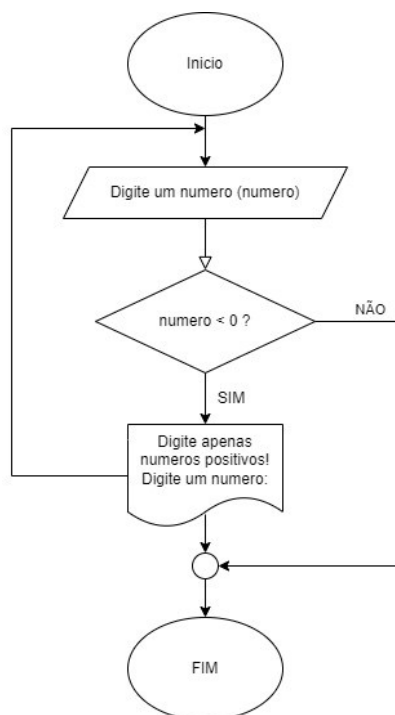 Inicio
Digite um numero (numero)
numero < 0 ?
NÃO
SIM
Digite apenas
numeros positivos!
Digite um numero:
FIM